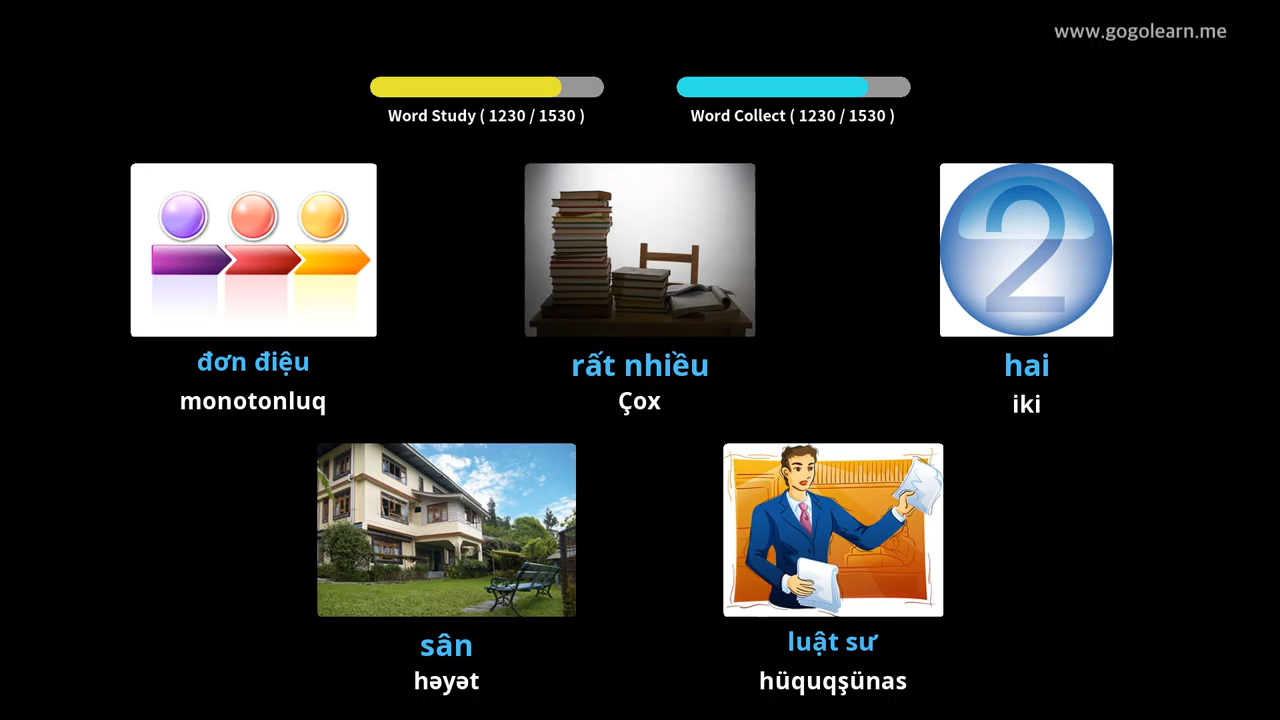 www.gogolearn.me
Word Study ( 1230 / 1530 )
Word Collect ( 1230 / 1530 )
đơn điệu
monotonluq
rất nhiều
Çox
2
hai
iki
sân
həyət
luật sư
hüquqşünas